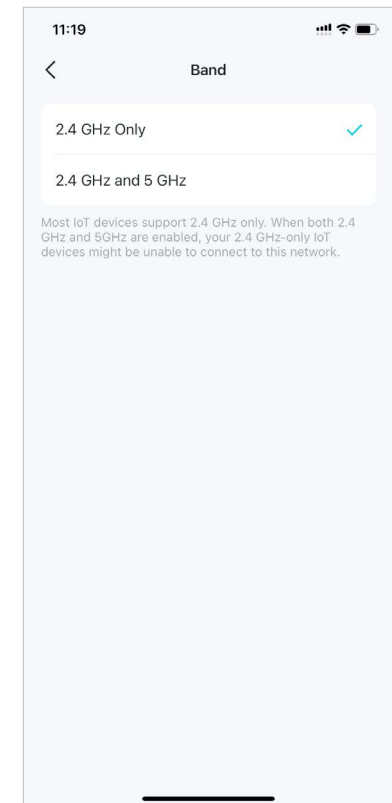 11:19
Band
2.4 GHz Only
2.4 GHz and 5 GHz
Most IoT devices support 2.4 GHz only. When both 2.4
GHz and 5GHz are enabled, your 2.4 GHz-only IoT
devices might be unable to connect to this network.